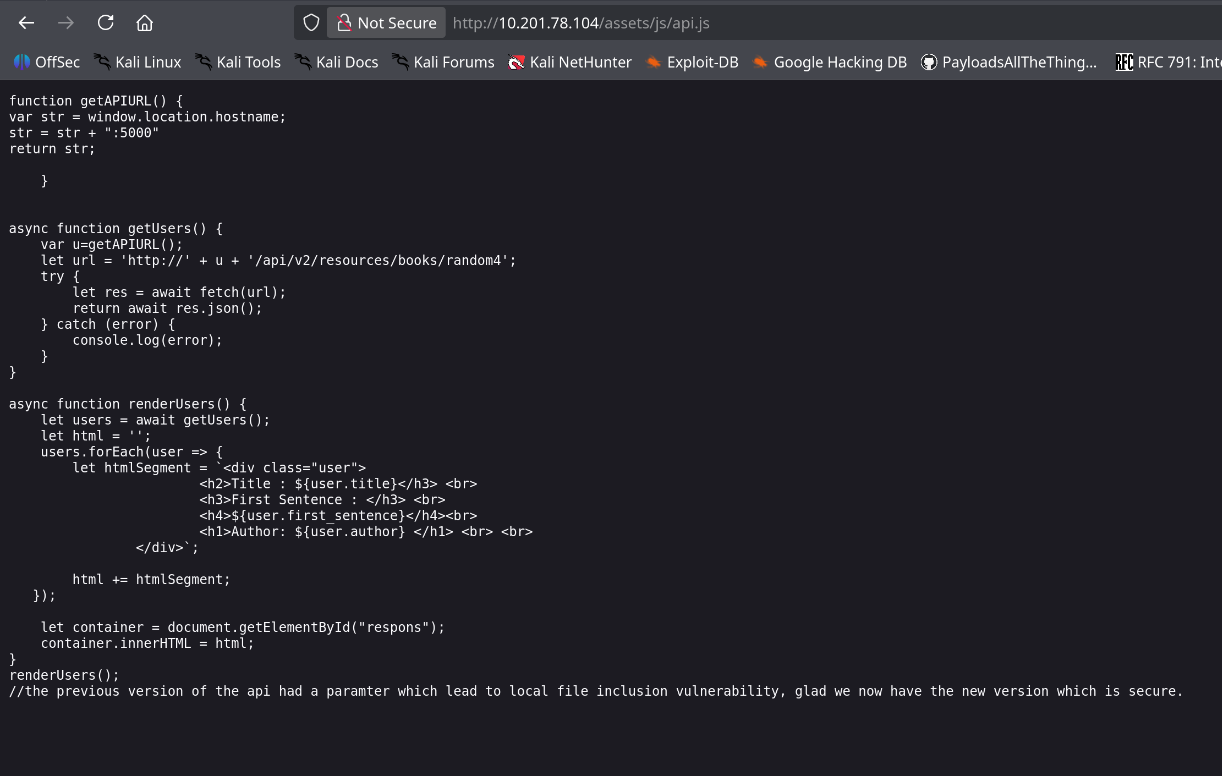 Not Secure http://10.201.78.104/assets/js/api.js
OffSec Kali Linux Kali Tools Kali Docs Kali Forums Kali NetHunter Exploit-DB Google Hacking DB PayloadsAllTheThing... RFC RFC 791: Inte
function getAPIURL() {
var str = window.location.hostname;
str = str + ":5000"
return str;
    }
async function getUsers() {
    var u=getAPIURL();
    let url = 'http://' + u + '/api/v2/resources/books/random4';
    try {
        let res = await fetch(url);
        return await res.json();
    } catch (error) {
        console.log(error);
    }
}
async function renderUsers() {
    let users = await getUsers();
    let html = '';
    users.forEach(user => {
        let htmlSegment = `<div class="user">
                        <h2>Title : ${user.title}</h3> <br>
                        <h3>First Sentence : </h3> <br>
                        <h4>${user.first_sentence}</h4><br>
                        <h1>Author: ${user.author} </h1> <br> <br>
                </div>`;
        html += htmlSegment;
   });
    let container = document.getElementById("respons");
    container.innerHTML = html;
}
renderUsers();
//the previous version of the api had a paramter which lead to local file inclusion vulnerability, glad we now have the new version which is secure.